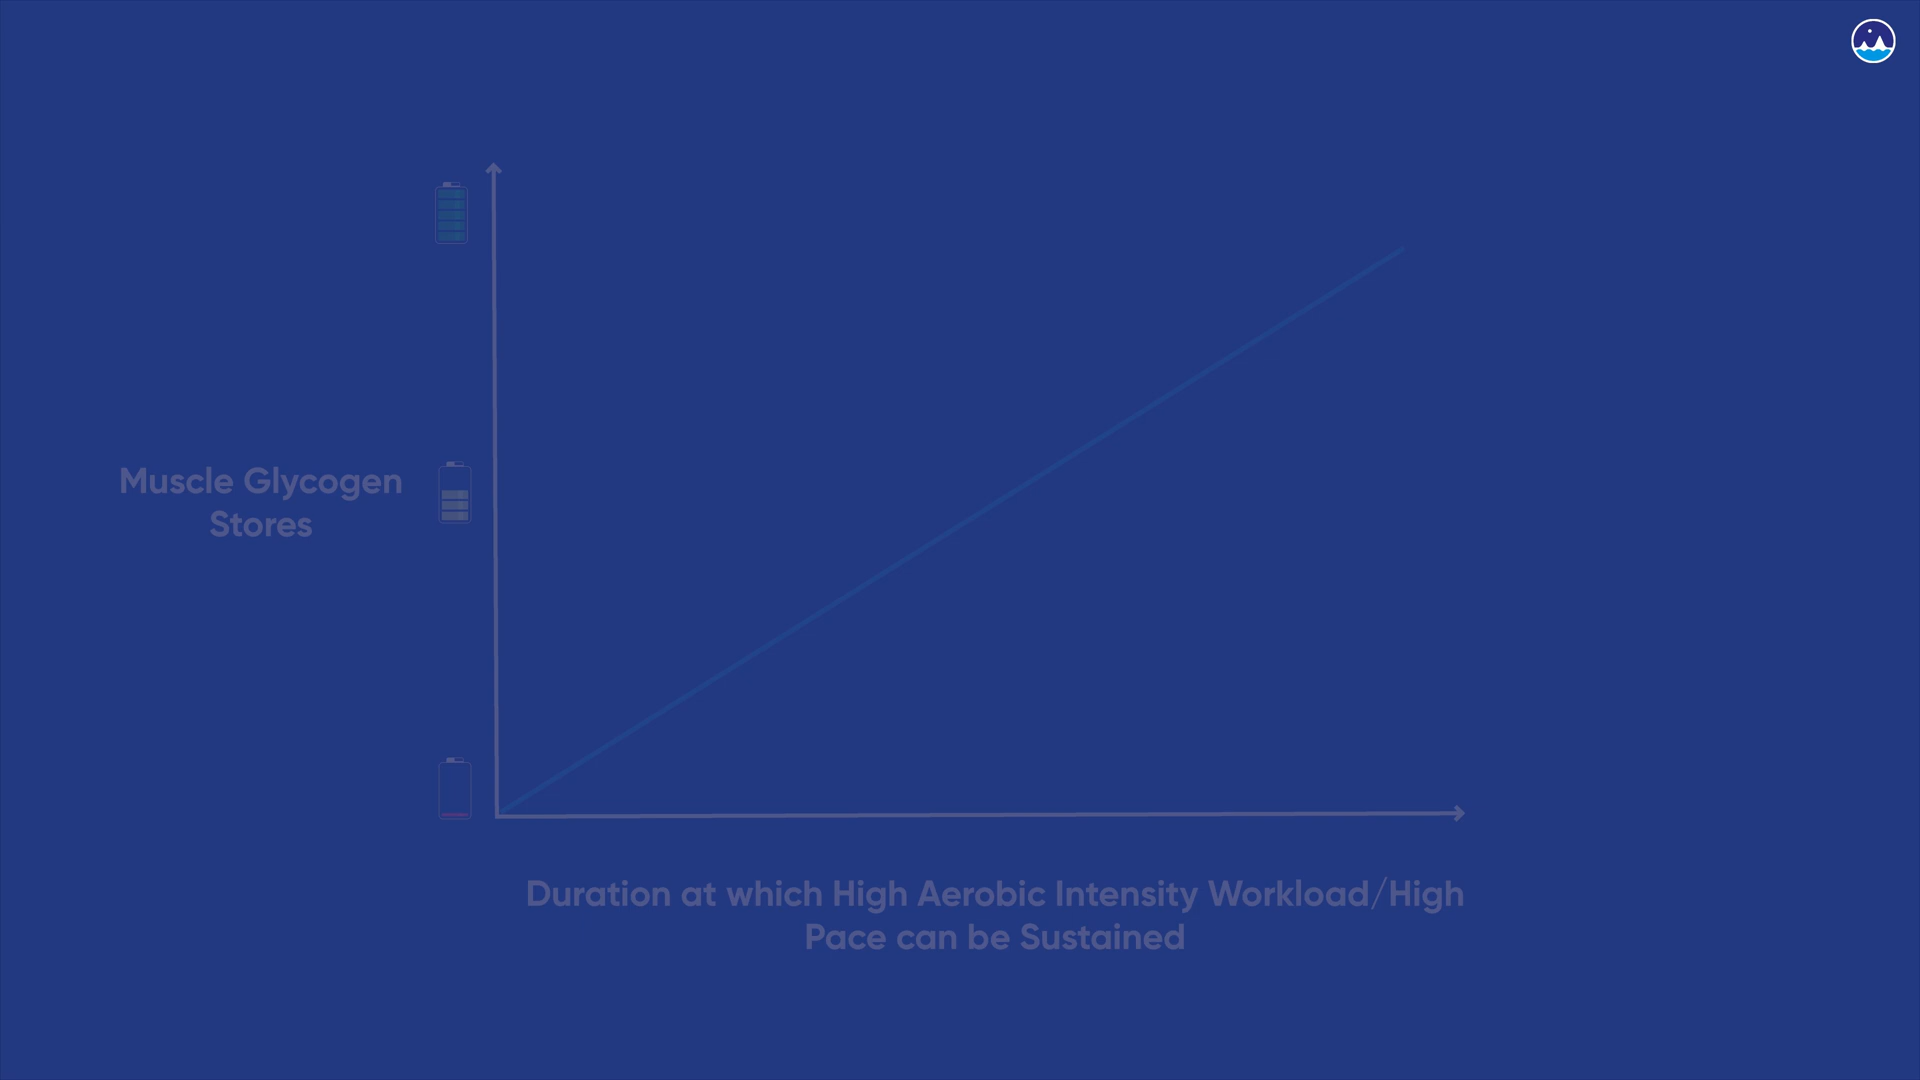 Muscle Glycogen
Stores
Duration at which High Aerobic Intensity Workload/High
Pace can be Sustained